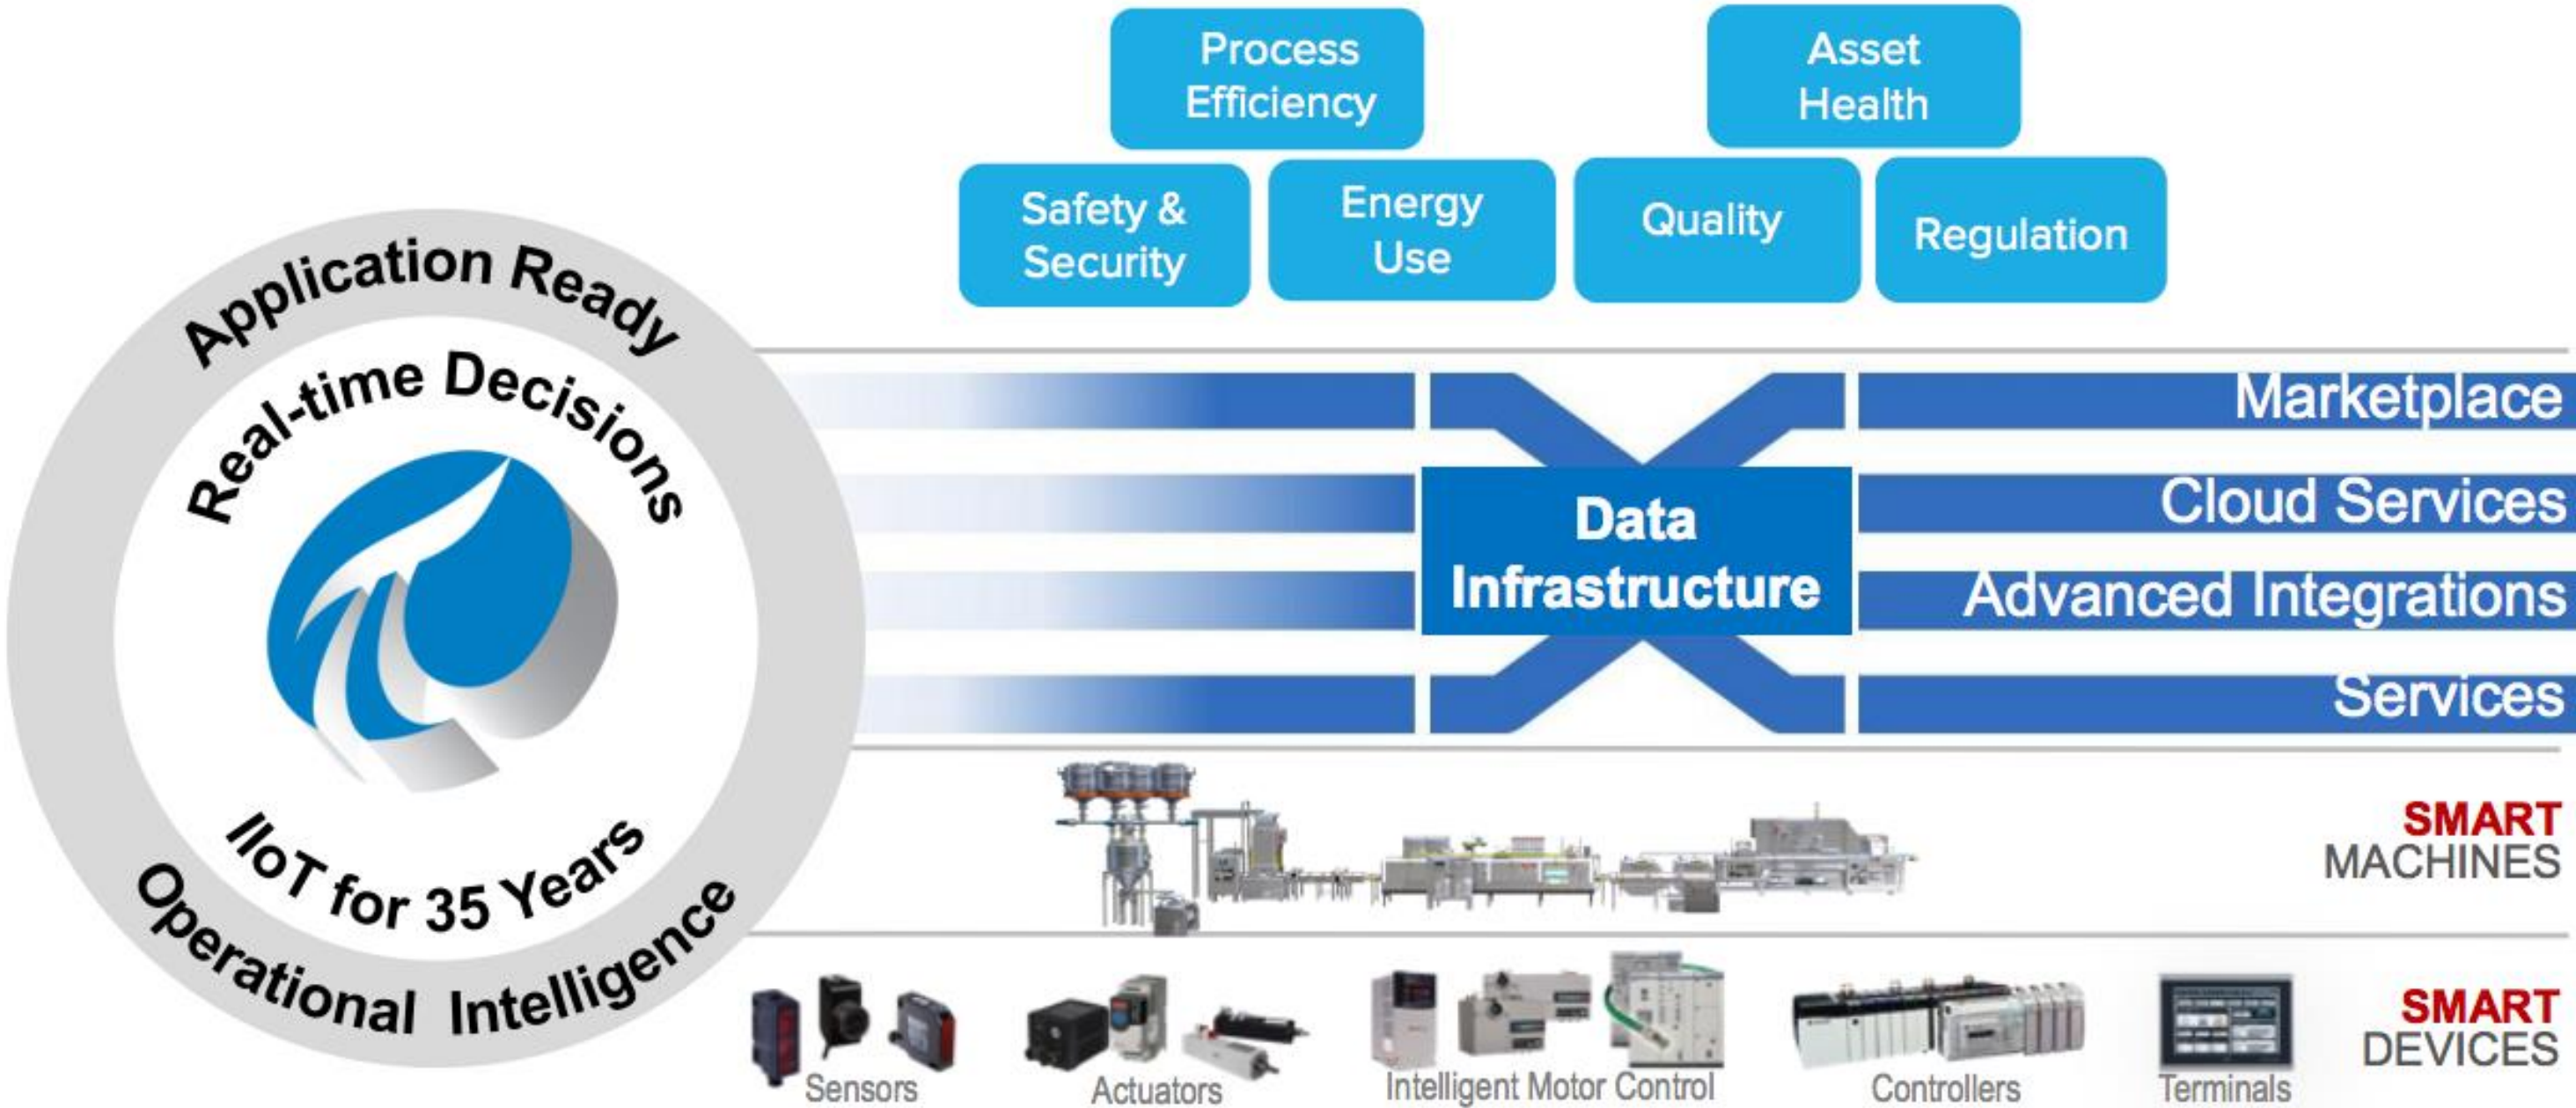 Process
Efficiency
Asset
Health
Safety &
Security
Energy
Use
Quality
Regulation
Application Ready
Real-time Decisions
IIoT for 35 Years
Operational Intelligence
Data
Infrastructure
Marketplace
Cloud Services
Advanced Integrations
Services
SMART
MACHINES
SMART
DEVICES
Sensors
Actuators
Intelligent Motor Control
Controllers
Terminals